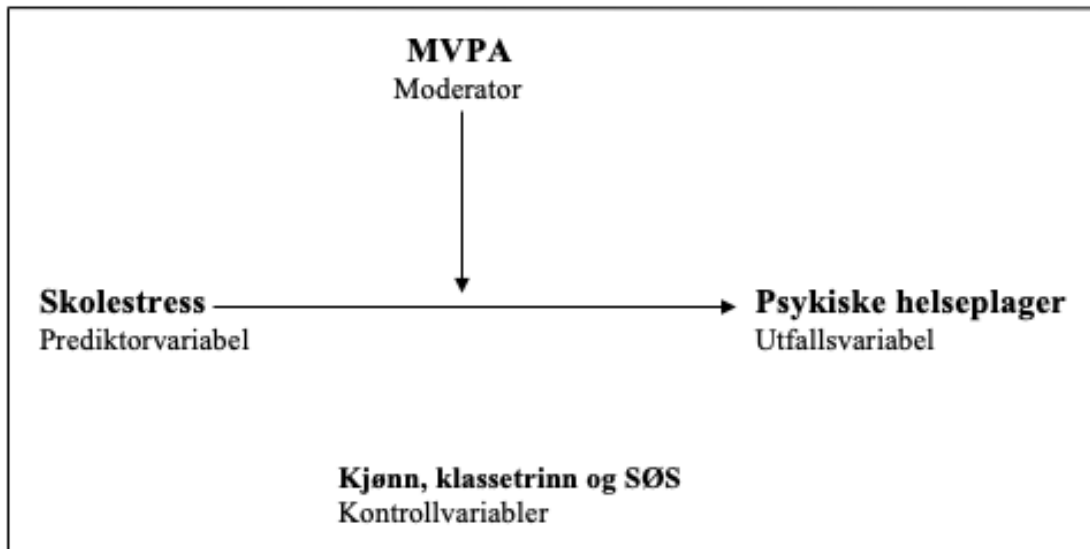 MVPA
Moderator
Skolestress
Prediktorvariabel
Psykiske helseplager
Utfallsvariabel
Kjønn, klassetrinn og SØS
Kontrollvariabler